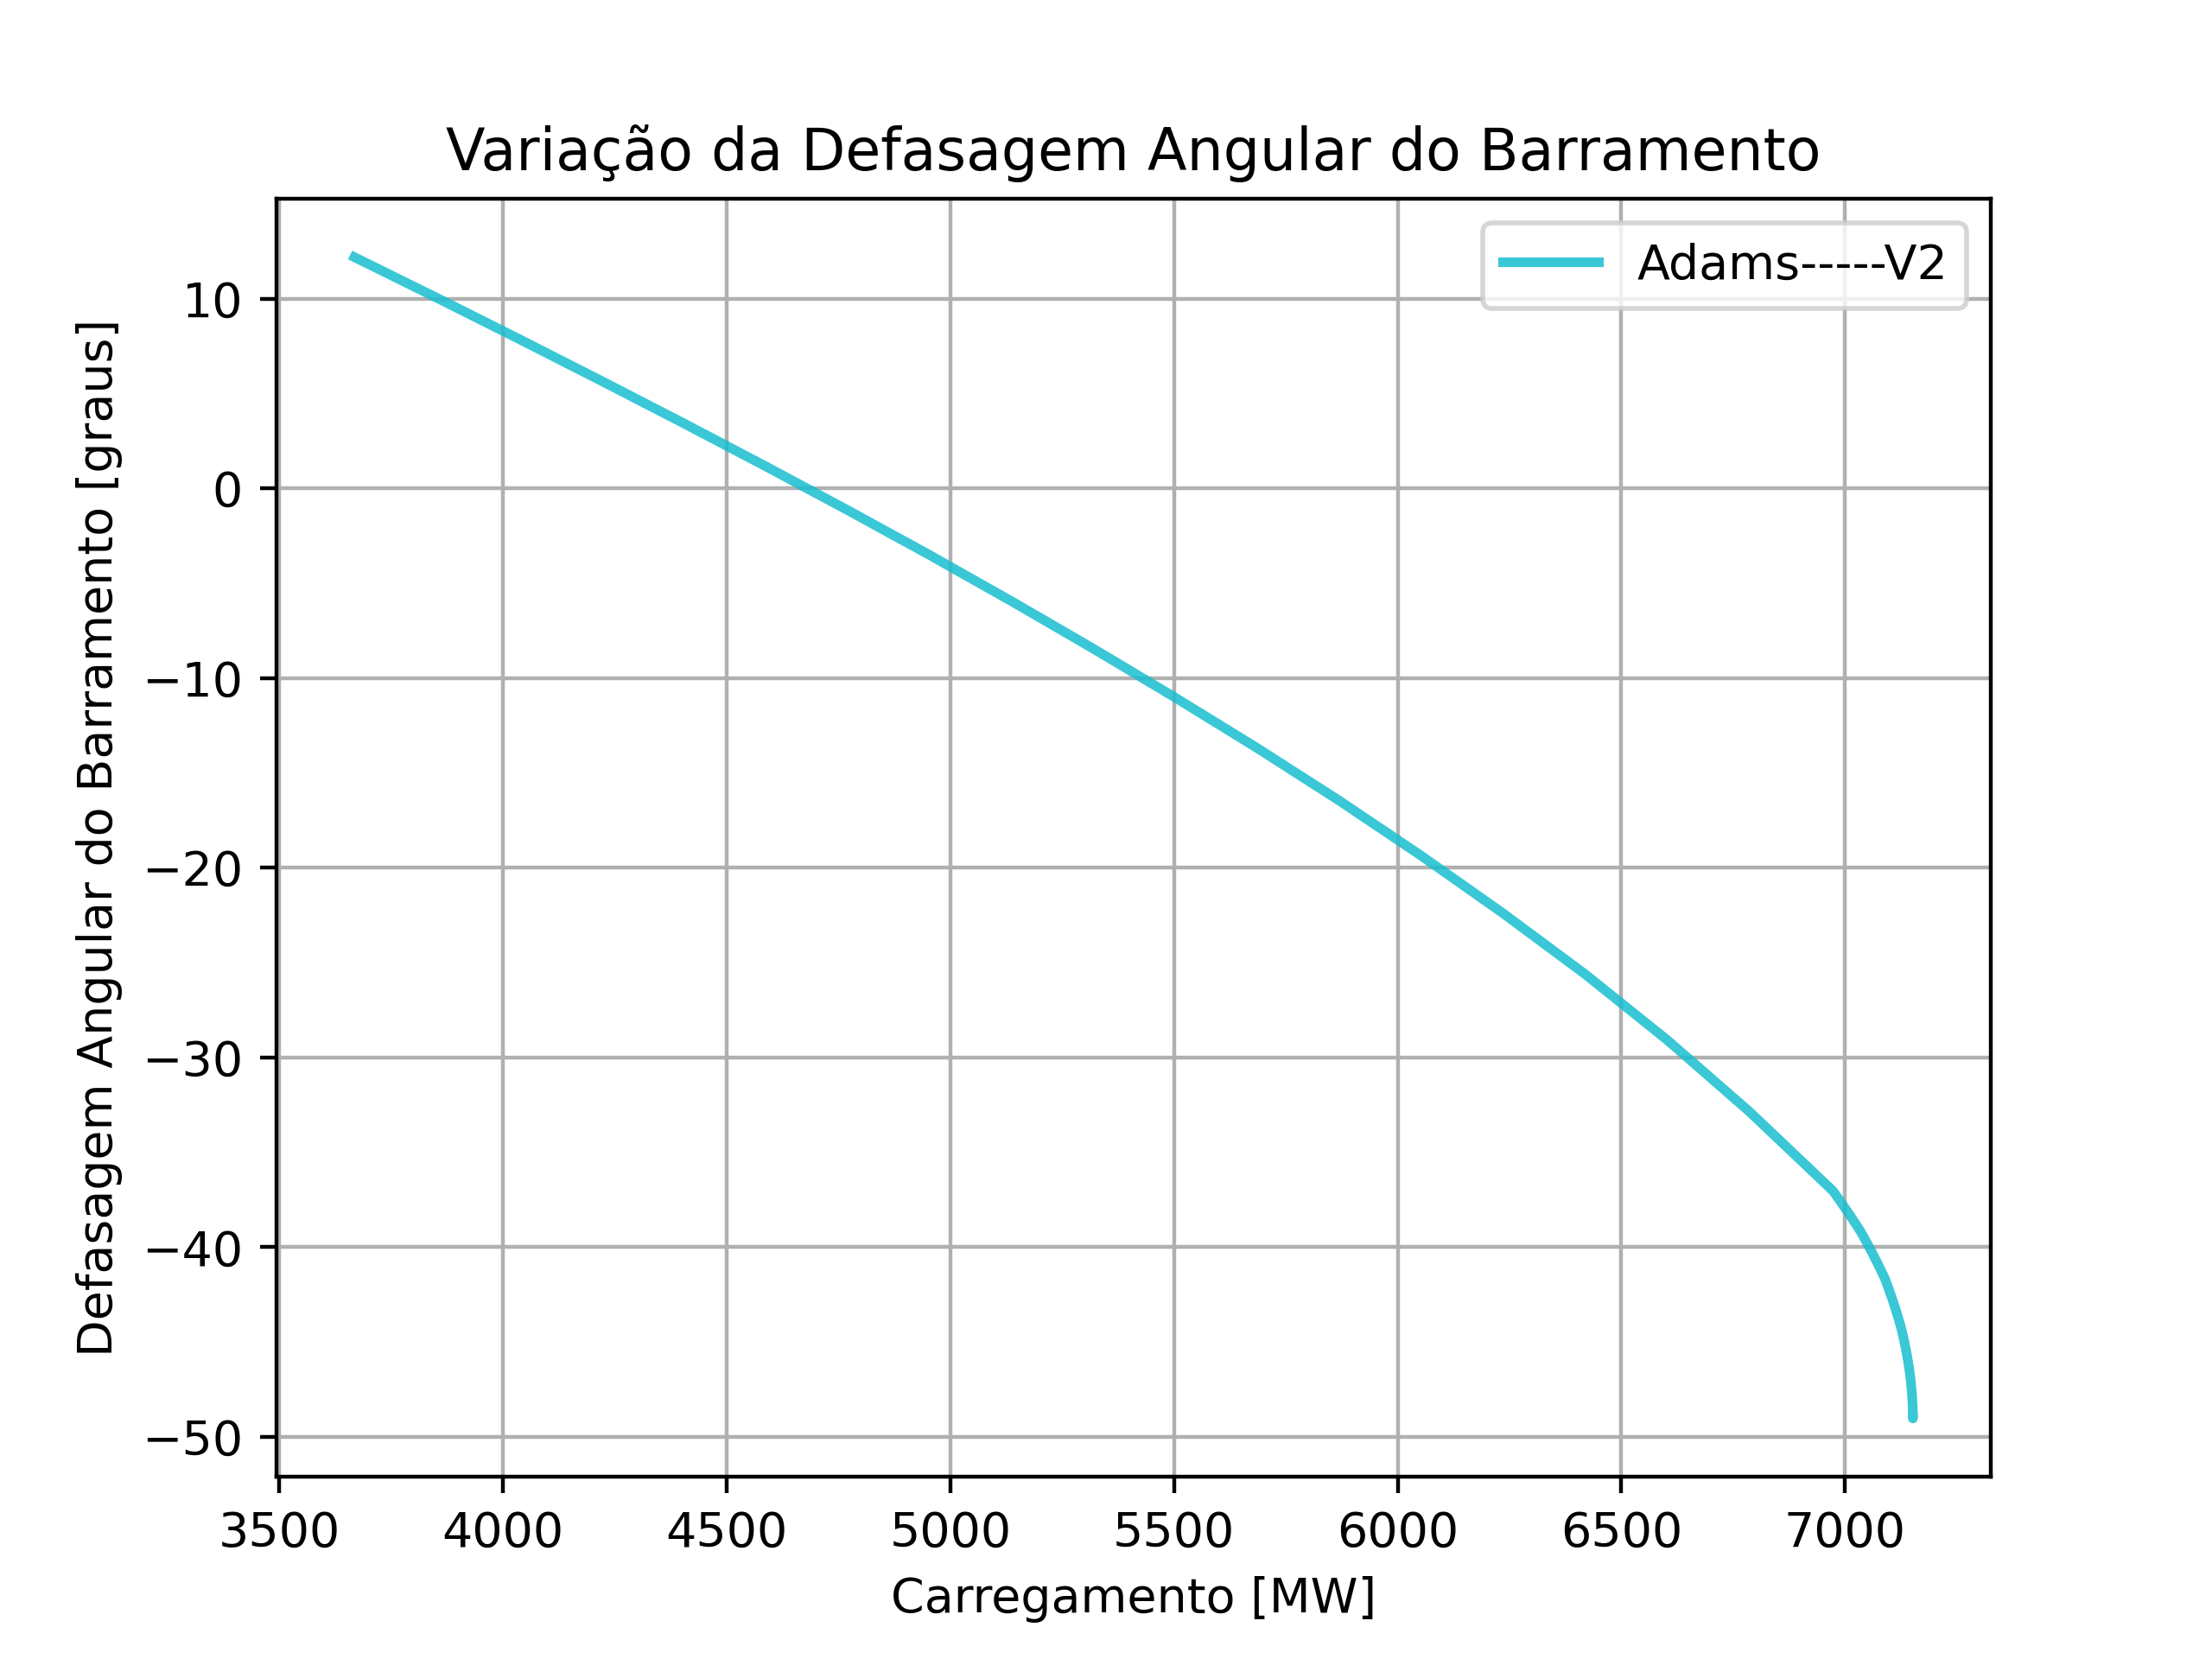 Variação da Defasagem Angular do Barramento
Adams-----V2
Defasagem Angular do Barramento [graus]
10
0
−10
−20
−30
−40
−50
3500 4000 4500 5000 5500 6000 6500 7000
Carregamento [MW]